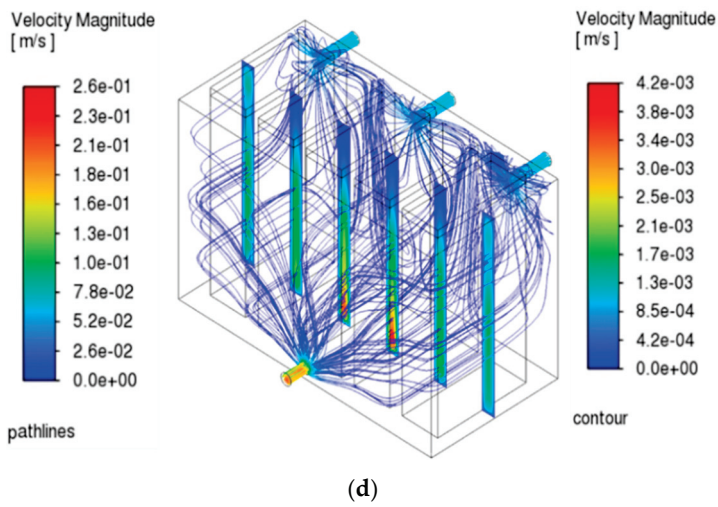 Velocity Magnitude
[ m/s ]
2.6e-01
2.3e-01
2.1e-01
1.8e-01
1.6e-01
1.3e-01
1.0e-01
7.8e-02
5.2e-02
2.6e-02
0.0e+00
pathlines
Velocity Magnitude
[ m/s ]
4.2e-03
3.8e-03
3.4e-03
3.0e-03
2.5e-03
2.1e-03
1.7e-03
1.3e-03
8.5e-04
4.2e-04
0.0e+00
contour
(d)